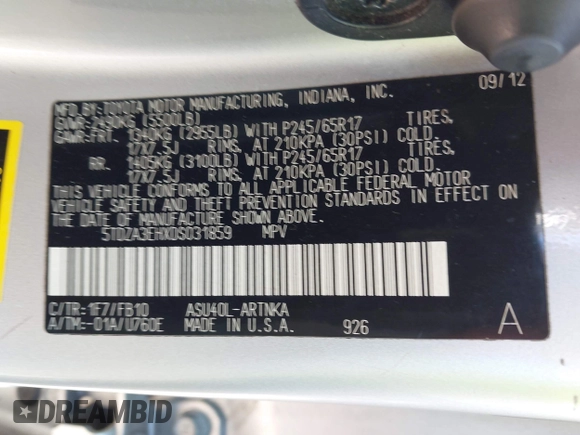 MFD BY:TOYOTA MOTOR MANUFACTURING, INDIANA, INC. 09/12
GVWR (5500LB)
GAWR-FRT 1340KG (2955LB) WITH P245/65R17 TIRES,
17X7.5J RIMS, AT 210KPA (30PSI) COLD.
RR. 1405KG (3100LB) WITH P245/65R17 TIRES,
17X7.5J RIMS, AT 210KPA (30PSI) COLD.
THIS VEHICLE CONFORMS TO ALL APPLICABLE FEDERAL MOTOR
VEHICLE SAFETY AND THEFT PREVENTION STANDARDS IN EFFECT ON
THE DATE OF MANUFACTURE SHOWN ABOVE.
5TDZA3EHXDS031859 MPV
C/TR: 1F7/FB10 ASU40L-ARTNKA
A/TM:-01A/U760E MADE IN U.S.A. 926 A
DREAMBID